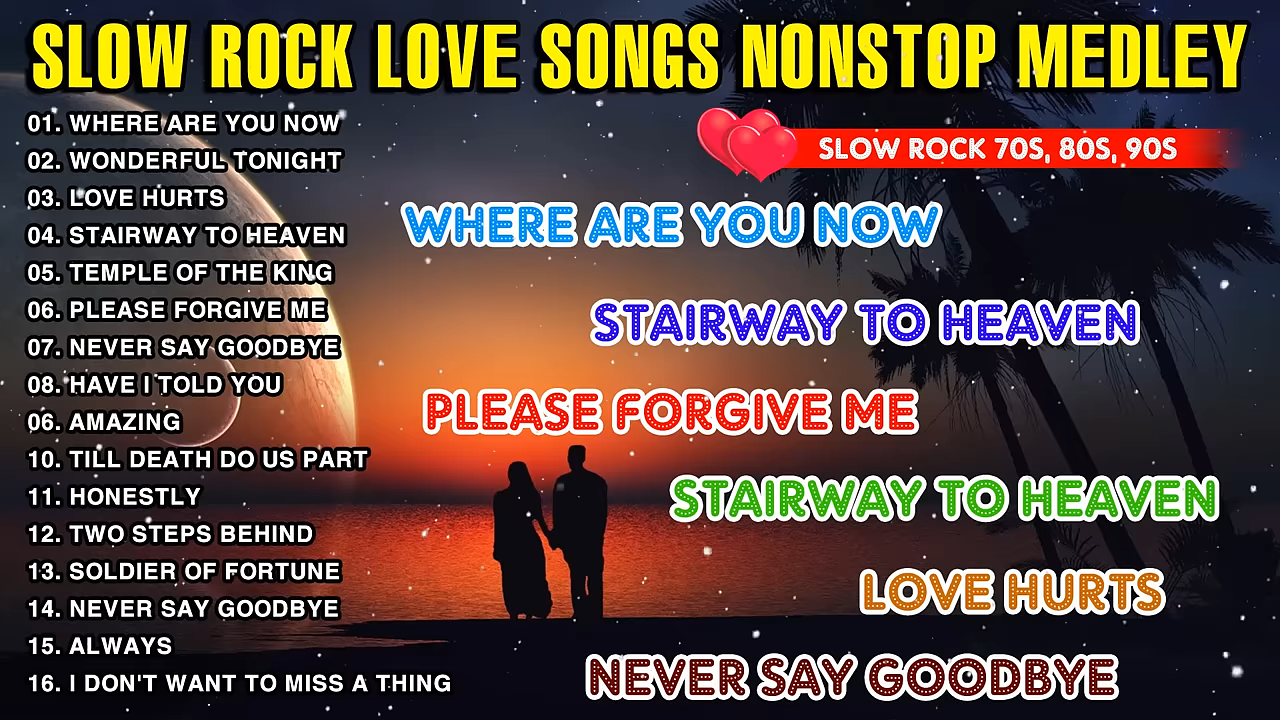 SLOW ROCK LOVE SONGS NONSTOP MEDLEY
01. WHERE ARE YOU NOW
02. WONDERFUL TONIGHT
03. LOVE HURTS
04. STAIRWAY TO HEAVEN
05. TEMPLE OF THE KING
06. PLEASE FORGIVE ME
07. NEVER SAY GOODBYE
08. HAVE I TOLD YOU
06. AMAZING
10. TILL DEATH DO US PART
11. HONESTLY
12. TWO STEPS BEHIND
13. SOLDIER OF FORTUNE
14. NEVER SAY GOODBYE
15. ALWAYS
16. I DON'T WANT TO MISS A THING
SLOW ROCK 70S, 80S, 90S
WHERE ARE YOU NOW
STAIRWAY TO HEAVEN
PLEASE FORGIVE ME
STAIRWAY TO HEAVEN
LOVE HURTS
NEVER SAY GOODBYE